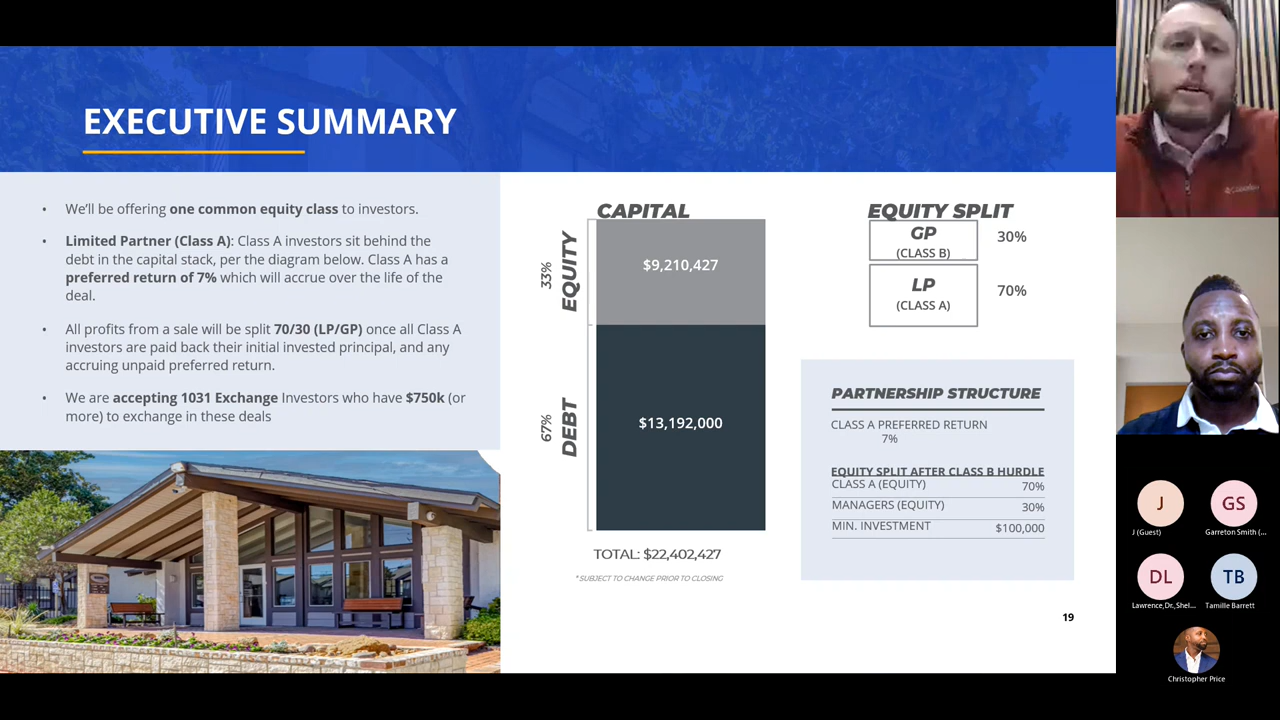 EXECUTIVE SUMMARY
• We'll be offering one common equity class to investors.
• Limited Partner (Class A): Class A investors sit behind the
debt in the capital stack, per the diagram below. Class A has a
preferred return of 7% which will accrue over the life of the
deal.
• All profits from a sale will be split 70/30 (LP/GP) once all Class A
investors are paid back their initial invested principal, and any
accruing unpaid preferred return.
• We are accepting 1031 Exchange Investors who have $750k (or
more) to exchange in these deals
CAPITAL
33%
EQUITY
$9,210,427
67%
DEBT
$13,192,000
TOTAL: $22,402,427
* SUBJECT TO CHANGE PRIOR TO CLOSING
EQUITY SPLIT
GP
(CLASS B)
30%
LP
(CLASS A)
70%
PARTNERSHIP STRUCTURE
CLASS A PREFERRED RETURN
7%
EQUITY SPLIT AFTER CLASS B HURDLE
CLASS A (EQUITY) 70%
MANAGERS (EQUITY) 30%
MIN. INVESTMENT $100,000
19
Columbia
J
J (Guest)
GS
Garreton Smith (...
DL
Lawrence,Dr.,Shel...
TB
Tamille Barrett
Christopher Price